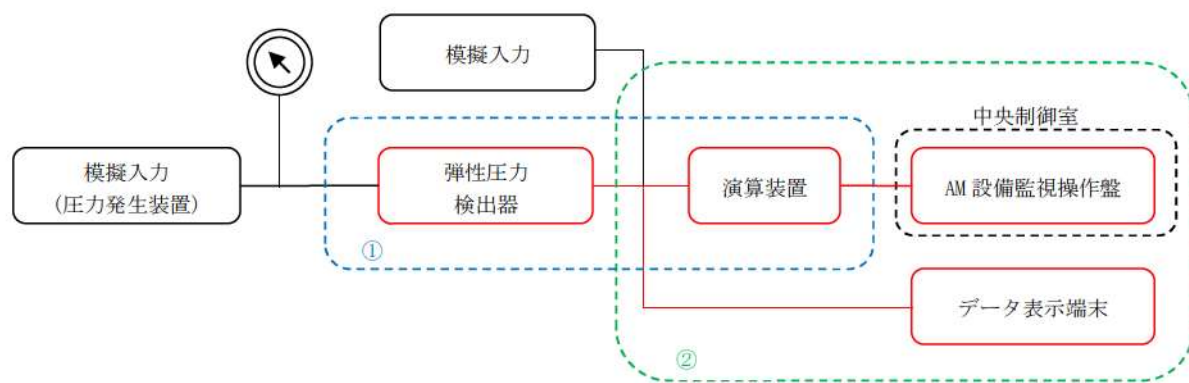 模擬入力
中央制御室
模擬入力
(圧力発生装置)
弾性圧力
検出器
演算装置
AM 設備監視操作盤
①
データ表示端末
②